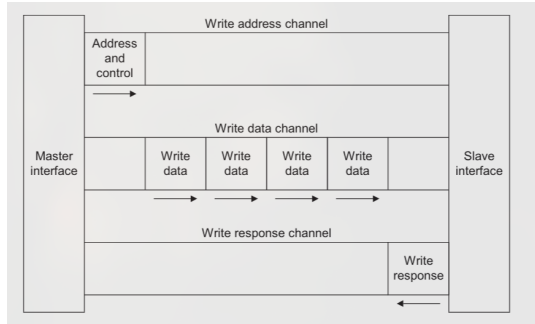 Write address channel
Address
and
control
Write data channel
Master
interface
Write
data
Write
data
Write
data
Write
data
Slave
interface
Write response channel
Write
response